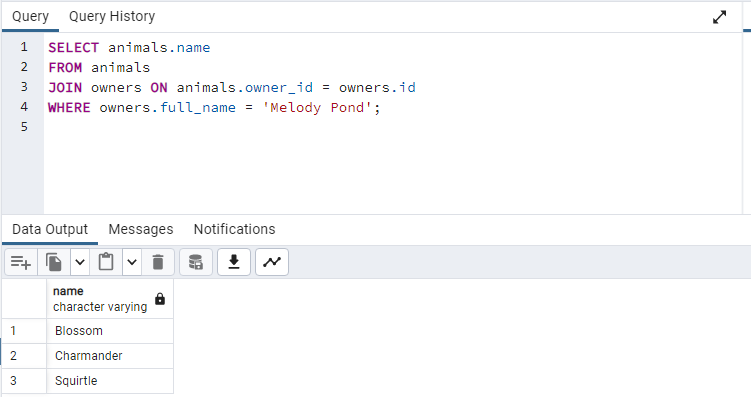 Query Query History
1 SELECT animals.name
2 FROM animals
3 JOIN owners ON animals.owner_id = owners.id
4 WHERE owners.full_name = 'Melody Pond';
5
Data Output Messages Notifications
name
character varying
1 Blossom
2 Charmander
3 Squirtle